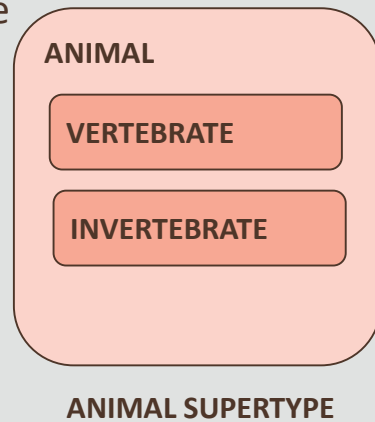 e
ANIMAL
VERTEBRATE
INVERTEBRATE
ANIMAL SUPERTYPE